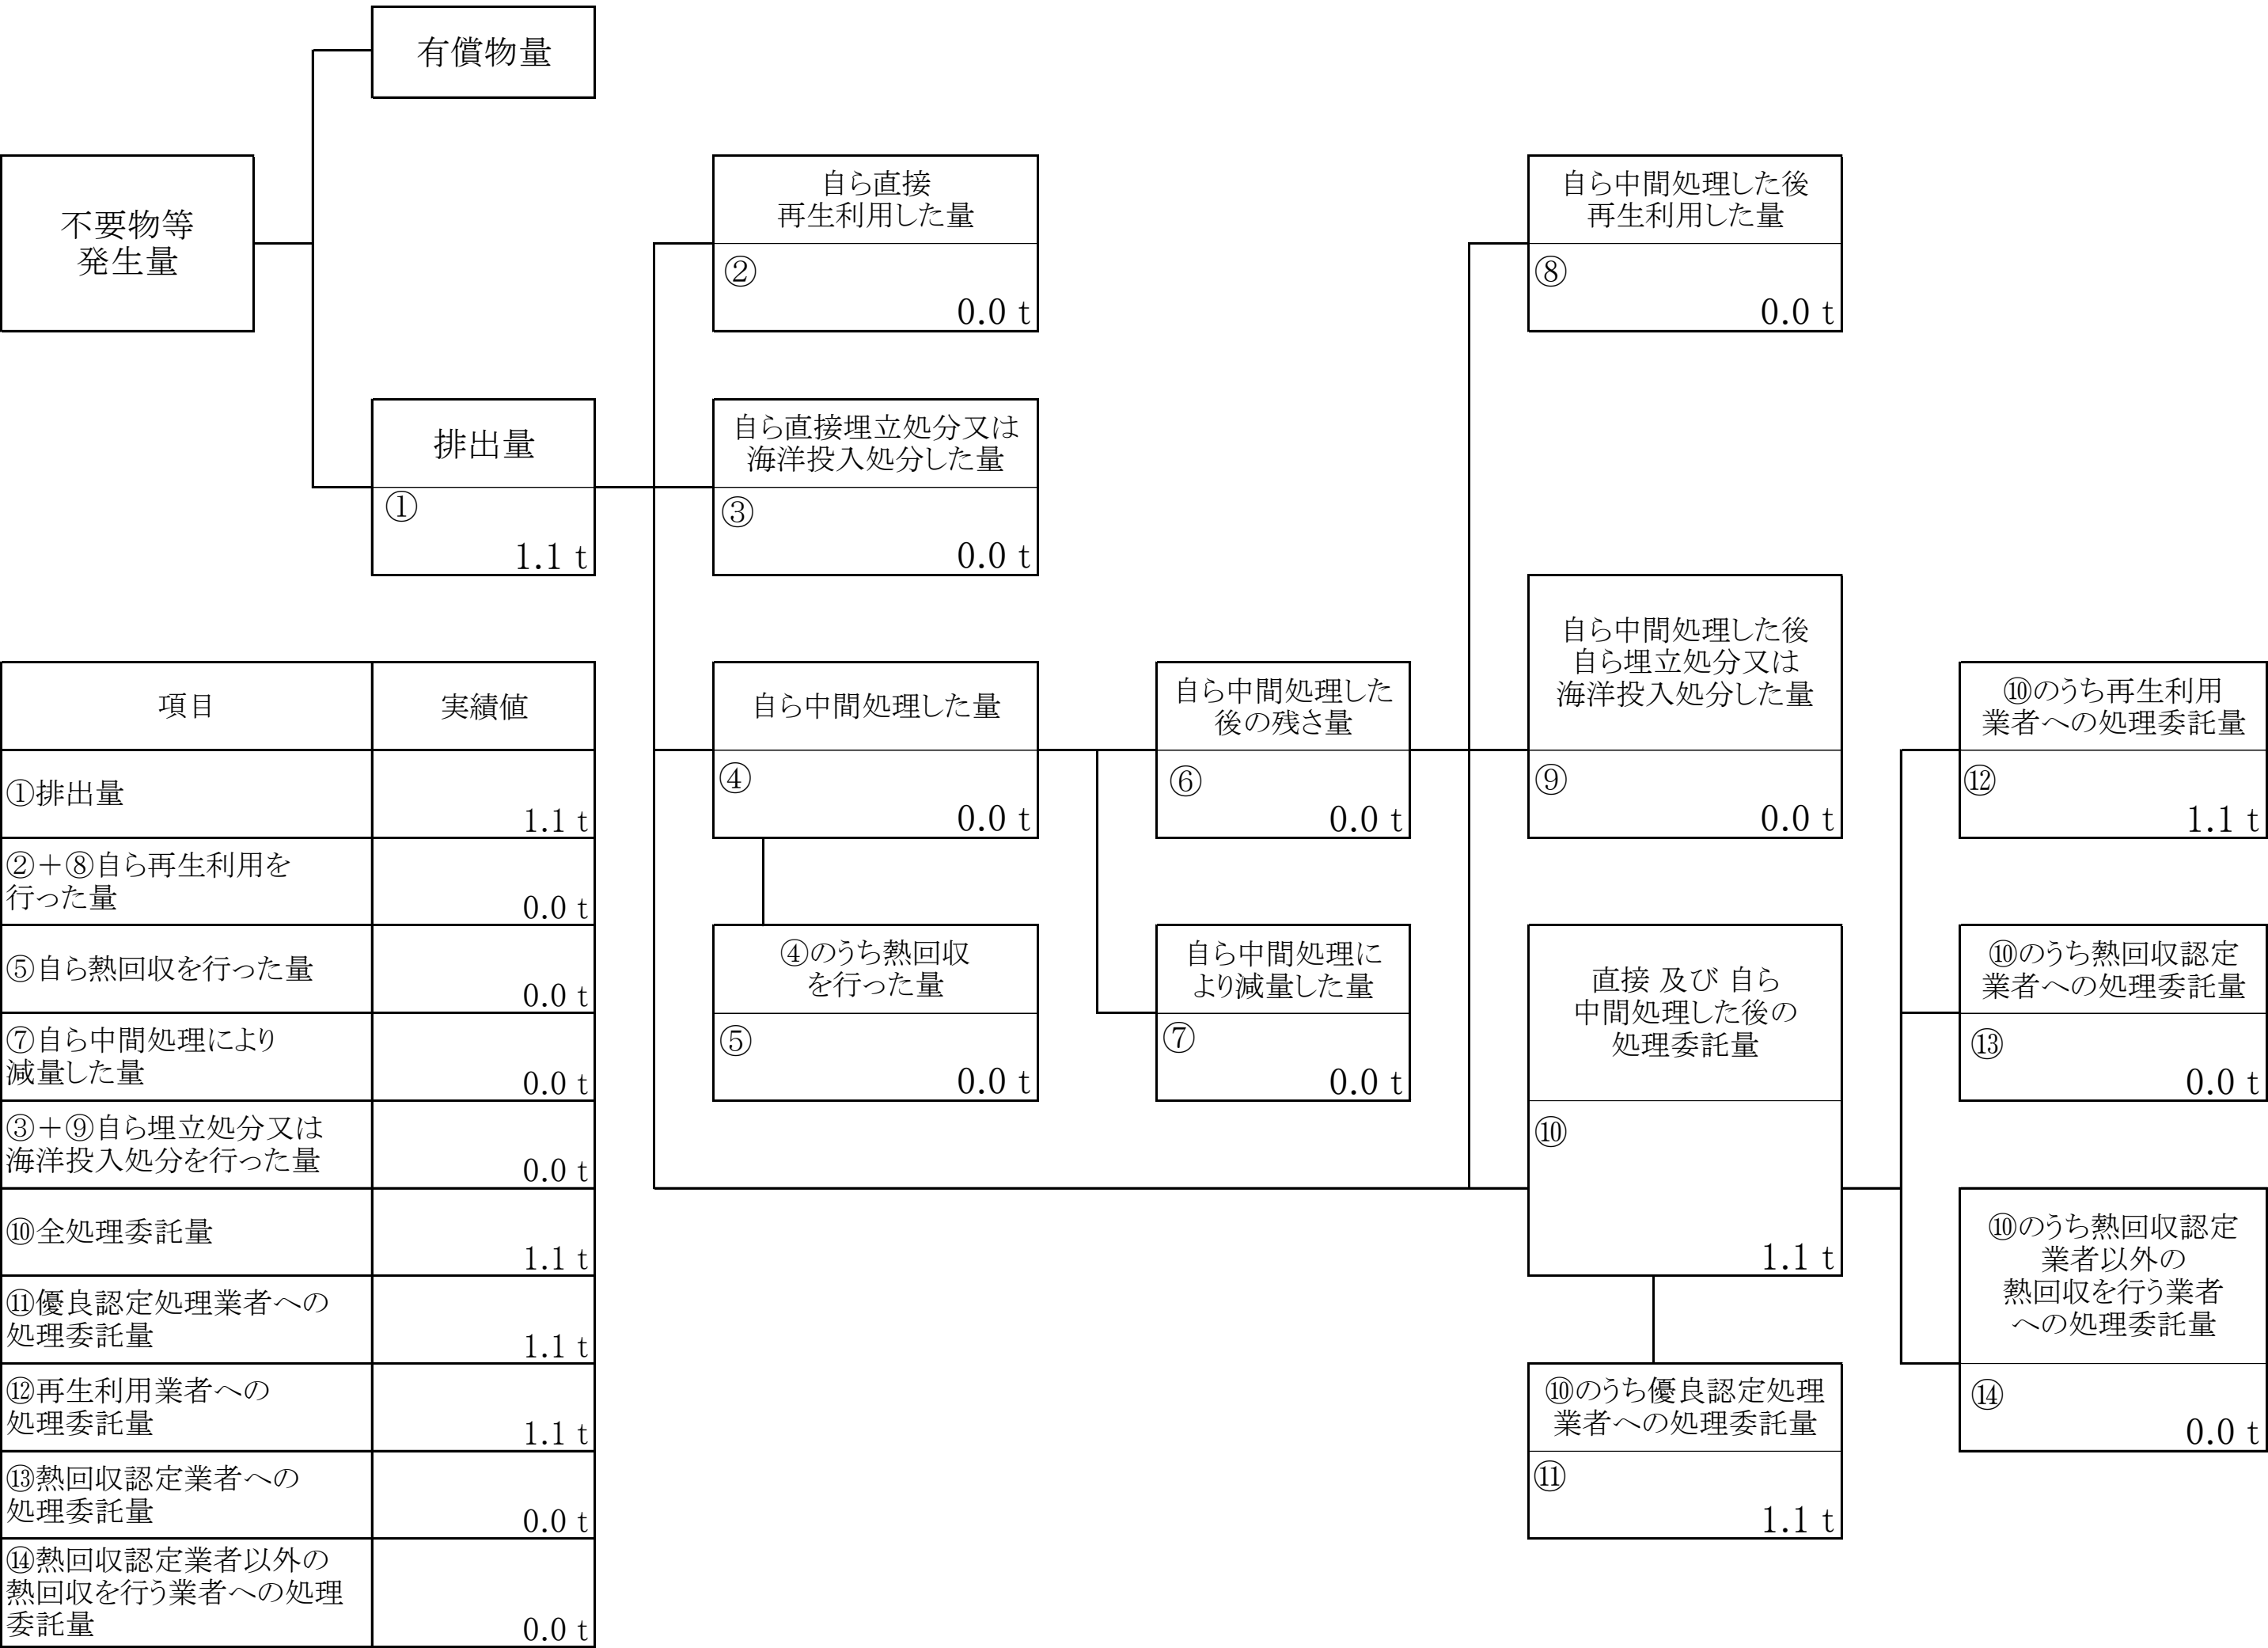 有償物量
不要物等
発生量
排出量
①
1.1 t
自ら直接
再生利用した量
②
0.0 t
自ら直接埋立処分又は
海洋投入処分した量
③
0.0 t
自ら中間処理した量
④
0.0 t
④のうち熱回収
を行った量
⑤
0.0 t
自ら中間処理した
後の残さ量
⑥
0.0 t
自ら中間処理に
より減量した量
⑦
0.0 t
自ら中間処理した後
再生利用した量
⑧
0.0 t
自ら中間処理した後
自ら埋立処分又は
海洋投入処分した量
⑨
0.0 t
直接 及び 自ら
中間処理した後の
処理委託量
⑩
1.1 t
⑩のうち優良認定処理
業者への処理委託量
⑪
1.1 t
⑩のうち再生利用
業者への処理委託量
⑫
1.1 t
⑩のうち熱回収認定
業者への処理委託量
⑬
0.0 t
⑩のうち熱回収認定
業者以外の
熱回収を行う業者
への処理委託量
⑭
0.0 t
項目
実績値
①排出量
1.1 t
②＋⑧自ら再生利用を
行った量
0.0 t
⑤自ら熱回収を行った量
0.0 t
⑦自ら中間処理により
減量した量
0.0 t
③＋⑨自ら埋立処分又は
海洋投入処分を行った量
0.0 t
⑩全処理委託量
1.1 t
⑪優良認定処理業者への
処理委託量
1.1 t
⑫再生利用業者への
処理委託量
1.1 t
⑬熱回収認定業者への
処理委託量
0.0 t
⑭熱回収認定業者以外の
熱回収を行う業者への処理
委託量
0.0 t